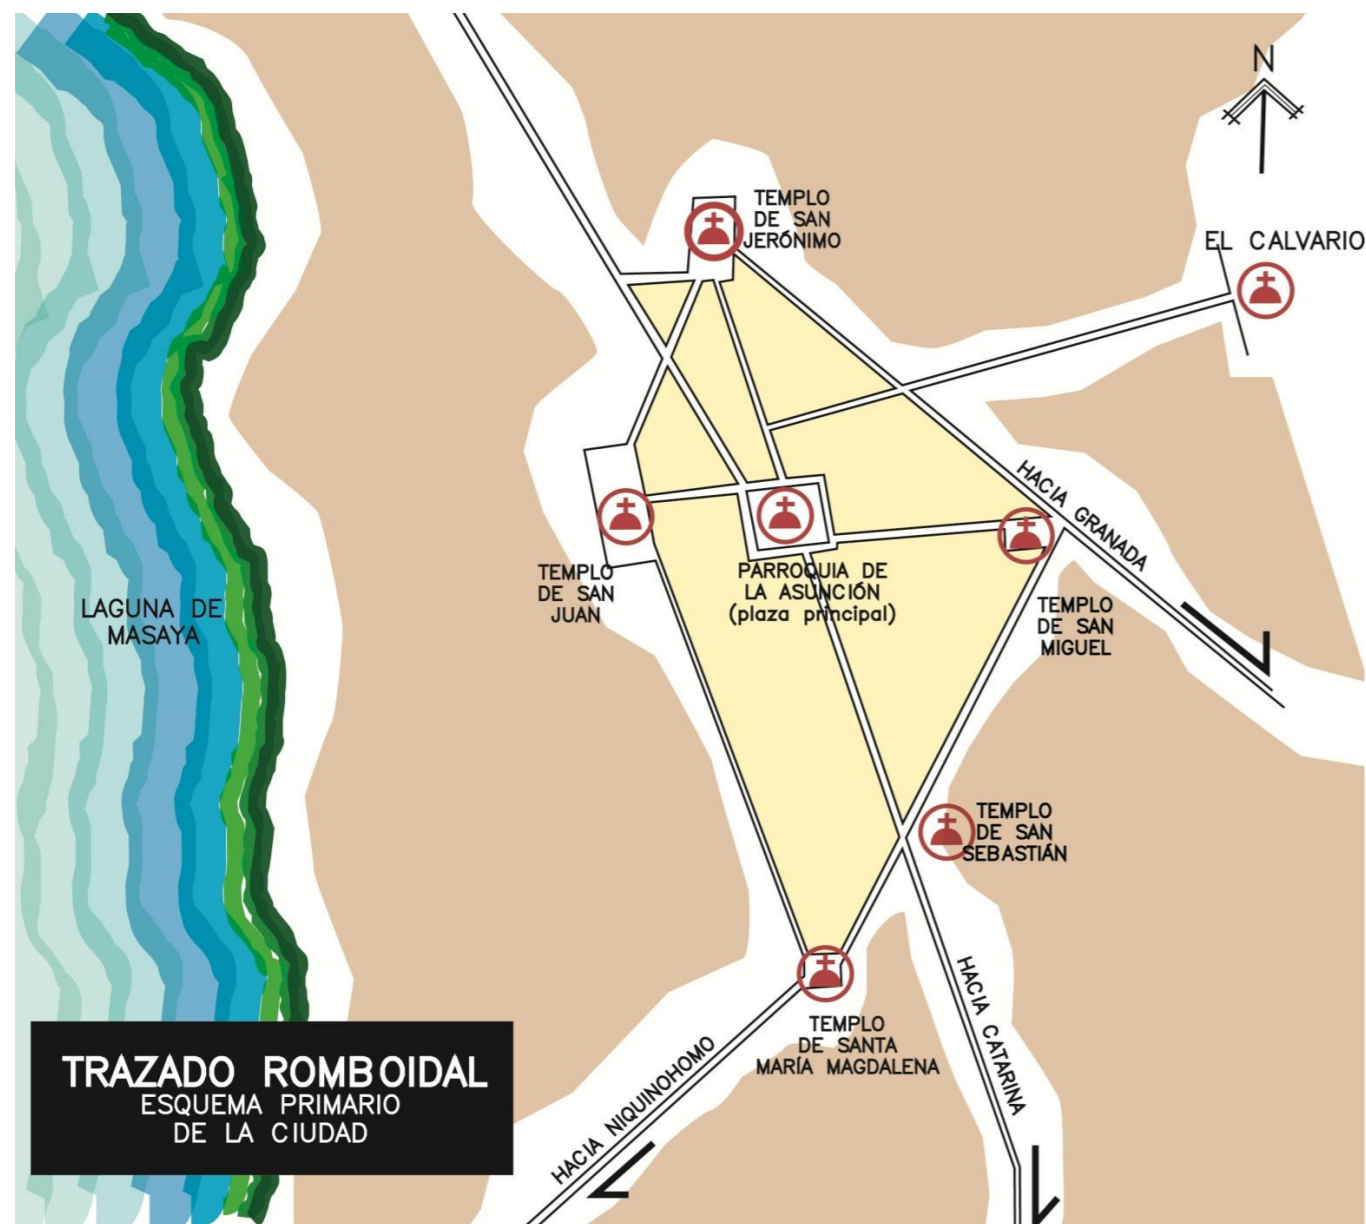 N
TEMPLO
DE SAN
JERÓNIMO
EL CALVARIO
HACIA GRANADA
TEMPLO
DE SAN
JUAN
PARROQUIA DE
LA ASUNCIÓN
(plaza principal)
TEMPLO
DE SAN
MIGUEL
LAGUNA DE
MASAYA
TEMPLO
DE SAN
SEBASTIÁN
HACIA CATARINA
TEMPLO
DE SANTA
MARÍA MAGDALENA
HACIA NIQUINOHOMO
TRAZADO ROMBOIDAL
ESQUEMA PRIMARIO
DE LA CIUDAD